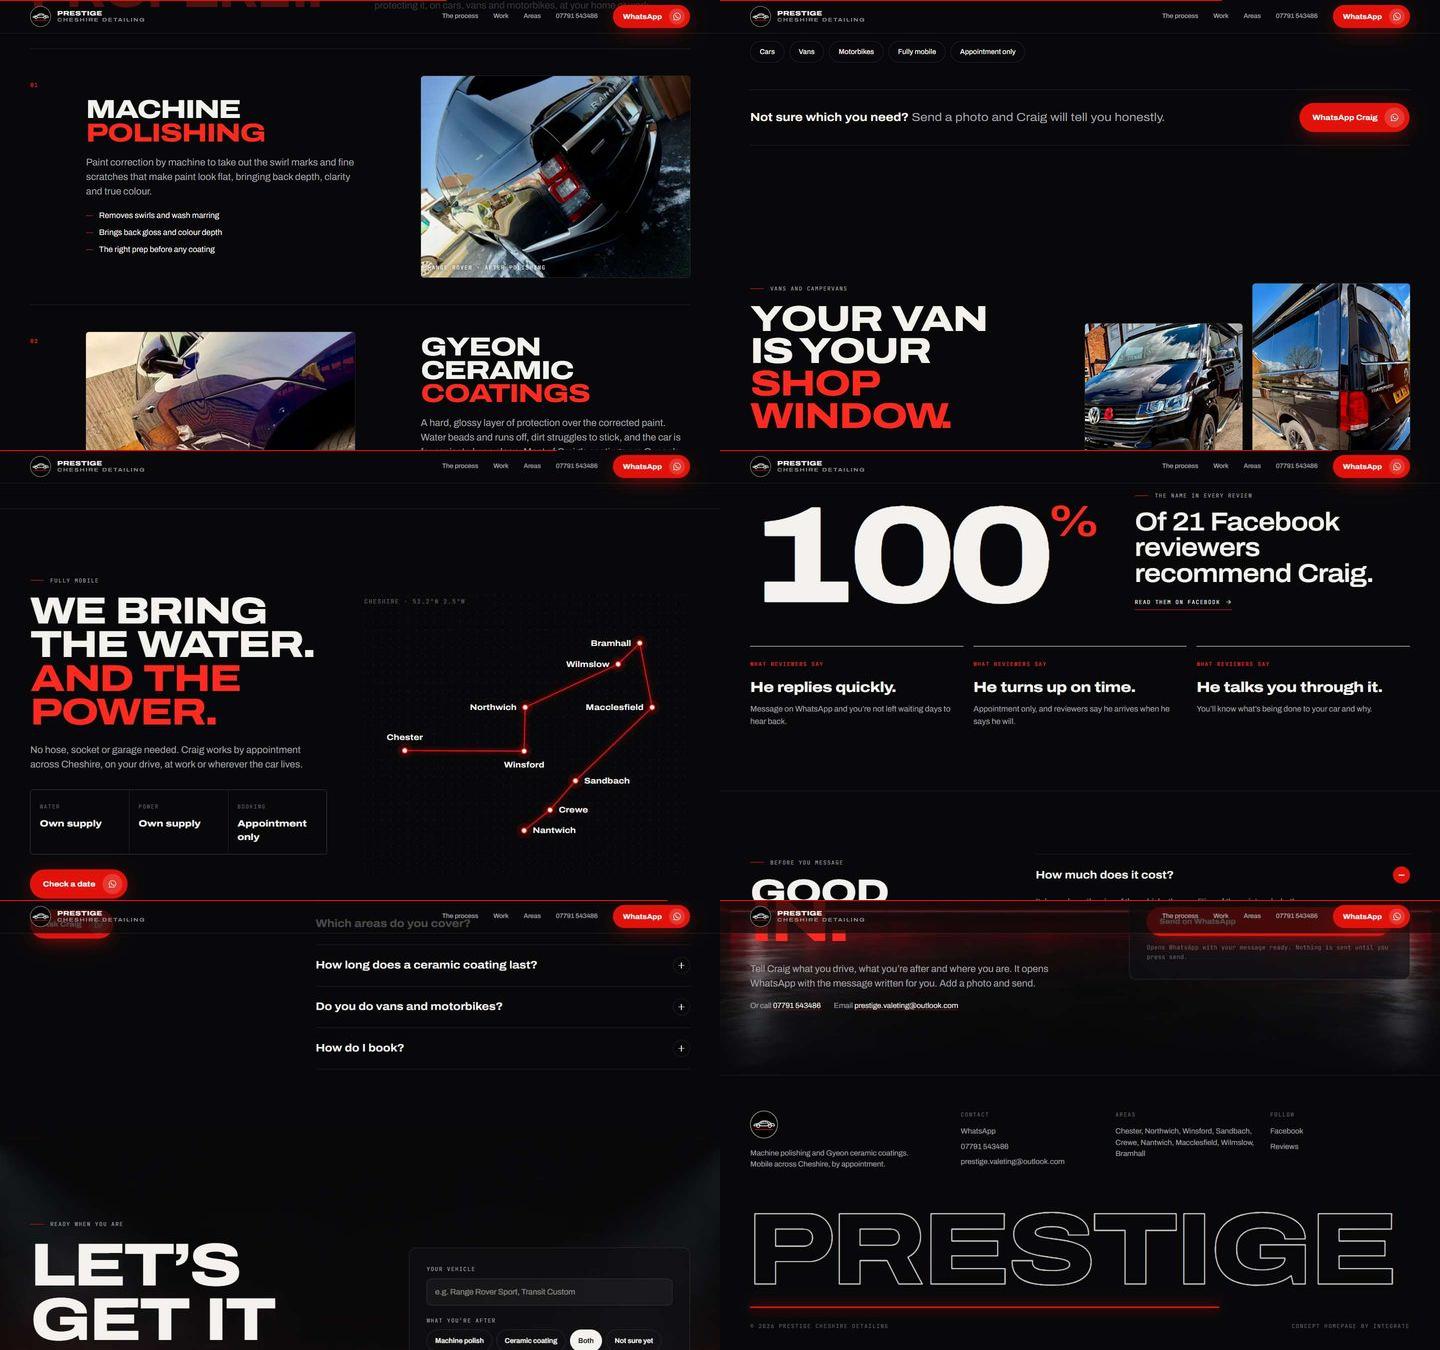 PRESTIGE
CHESHIRE DETAILING
The process
Work
Areas
07791 543486
WhatsApp
protecting it, on cars, vans and motorbikes, at your home or work.
01
MACHINE
POLISHING
Paint correction by machine to take out the swirl marks and fine
scratches that make paint look flat, bringing back depth, clarity
and true colour.
— Removes swirls and wash marring
— Brings back gloss and colour depth
— The right prep before any coating
RANGE ROVER · AFTER POLISHING
02
GYEON
CERAMIC
COATINGS
A hard, glossy layer of protection over the corrected paint.
Water beads and runs off, dirt struggles to stick, and the car is
PRESTIGE
CHESHIRE DETAILING
The process
Work
Areas
07791 543486
WhatsApp
Cars
Vans
Motorbikes
Fully mobile
Appointment only
Not sure which you need? Send a photo and Craig will tell you honestly.
WhatsApp Craig
VANS AND CAMPERVANS
YOUR VAN
IS YOUR
SHOP
WINDOW.
PRESTIGE
CHESHIRE DETAILING
The process
Work
Areas
07791 543486
WhatsApp
FULLY MOBILE
WE BRING
THE WATER.
AND THE
POWER.
No hose, socket or garage needed. Craig works by appointment
across Cheshire, on your drive, at work or wherever the car lives.
WATER
Own supply
POWER
Own supply
BOOKING
Appointment
only
Check a date
CHESHIRE · 53.2°N 2.5°W
Bramhall
Wilmslow
Northwich
Macclesfield
Chester
Winsford
Sandbach
Crewe
Nantwich
PRESTIGE
CHESHIRE DETAILING
The process
Work
Areas
07791 543486
WhatsApp
100%
THE NAME IN EVERY REVIEW
Of 21 Facebook
reviewers
recommend Craig.
READ THEM ON FACEBOOK →
WHAT REVIEWERS SAY
He replies quickly.
Message on WhatsApp and you're not left waiting days to
hear back.
WHAT REVIEWERS SAY
He turns up on time.
Appointment only, and reviewers say he arrives when he
says he will.
WHAT REVIEWERS SAY
He talks you through it.
You'll know what's being done to your car and why.
BEFORE YOU MESSAGE
GOOD
How much does it cost?
PRESTIGE
CHESHIRE DETAILING
The process
Work
Areas
07791 543486
WhatsApp
Craig
Which areas do you cover?
How long does a ceramic coating last?
Do you do vans and motorbikes?
How do I book?
READY WHEN YOU ARE
LET'S
GET IT
YOUR VEHICLE
e.g. Range Rover Sport, Transit Custom
WHAT YOU'RE AFTER
Machine polish
Ceramic coating
Both
Not sure yet
PRESTIGE
CHESHIRE DETAILING
The process
Work
Areas
07791 543486
WhatsApp
IN.
Send on WhatsApp
Opens WhatsApp with your message ready. Nothing is sent until you
press send.
Tell Craig what you drive, what you're after and where you are. It opens
WhatsApp with the message written for you. Add a photo and send.
Or call 07791 543486
Email prestige.valeting@outlook.com
Machine polishing and Gyeon ceramic coatings.
Mobile across Cheshire, by appointment.
CONTACT
WhatsApp
07791 543486
prestige.valeting@outlook.com
AREAS
Chester, Northwich, Winsford, Sandbach,
Crewe, Nantwich, Macclesfield, Wilmslow,
Bramhall
FOLLOW
Facebook
Reviews
PRESTIGE
© 2026 PRESTIGE CHESHIRE DETAILING
CONCEPT HOMEPAGE BY INTEGRATE